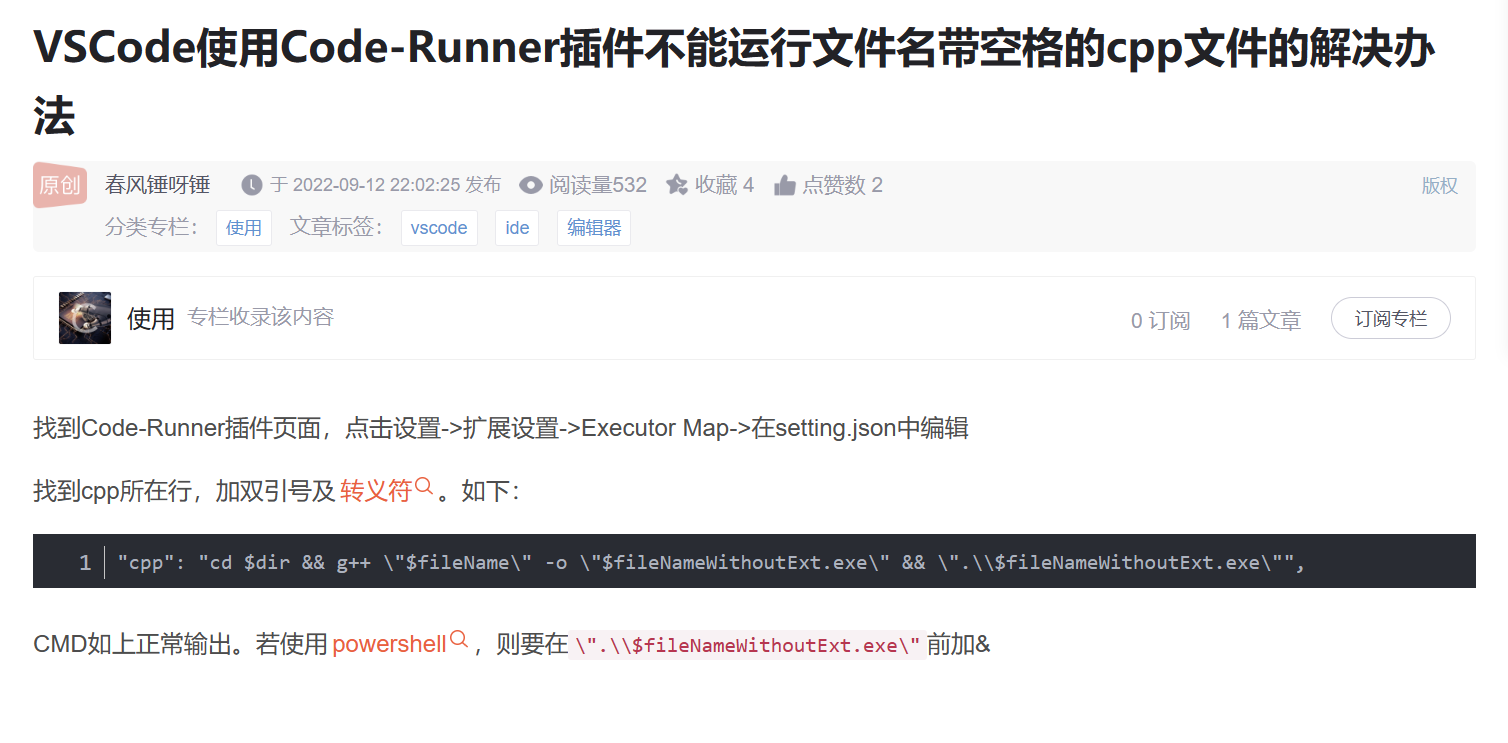 VSCode使用Code-Runner插件不能运行文件名带空格的cpp文件的解决办
法
原创 春风锤呀锤 于 2022-09-12 22:02:25 发布 阅读量532 收藏 4 点赞数 2 版权
分类专栏： 使用 文章标签： vscode ide 编辑器
使用 专栏收录该内容 0 订阅 1 篇文章 订阅专栏
找到Code-Runner插件页面，点击设置->扩展设置->Executor Map->在setting.json中编辑
找到cpp所在行，加双引号及 转义符 。如下：
1 "cpp": "cd $dir && g++ \"$fileName\" -o \"$fileNameWithoutExt.exe\" && \".\\$fileNameWithoutExt.exe\"",
CMD如上正常输出。若使用 powershell ，则要在 \".\\$fileNameWithoutExt.exe\" 前加&